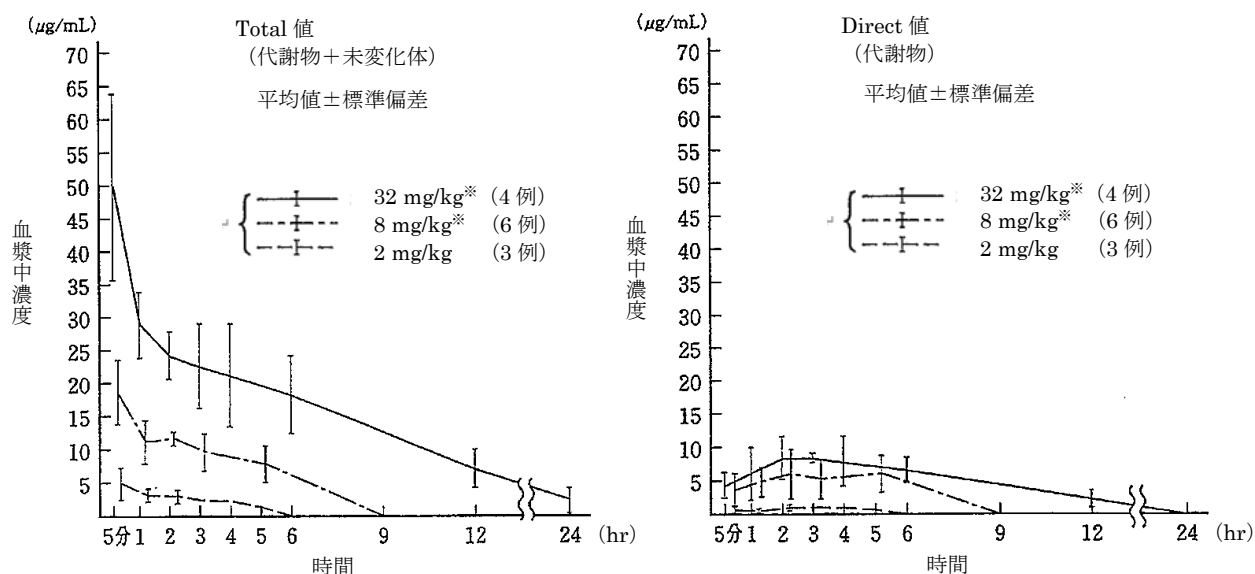 (μg/mL)
Total 値
(代謝物+未変化体)
平均値±標準偏差
70
65
60
55
50
45
40
35
30
25
20
15
10
5
32 mg/kg※ (4 例)
8 mg/kg※ (6 例)
2 mg/kg (3 例)
血漿中濃度
5分 1 2 3 4 5 6 9 12 24 (hr)
時間
(μg/mL)
Direct 値
(代謝物)
平均値±標準偏差
70
65
60
55
50
45
40
35
30
25
20
15
10
5
32 mg/kg※ (4 例)
8 mg/kg※ (6 例)
2 mg/kg (3 例)
血漿中濃度
5分 1 2 3 4 5 6 9 12 24 (hr)
時間